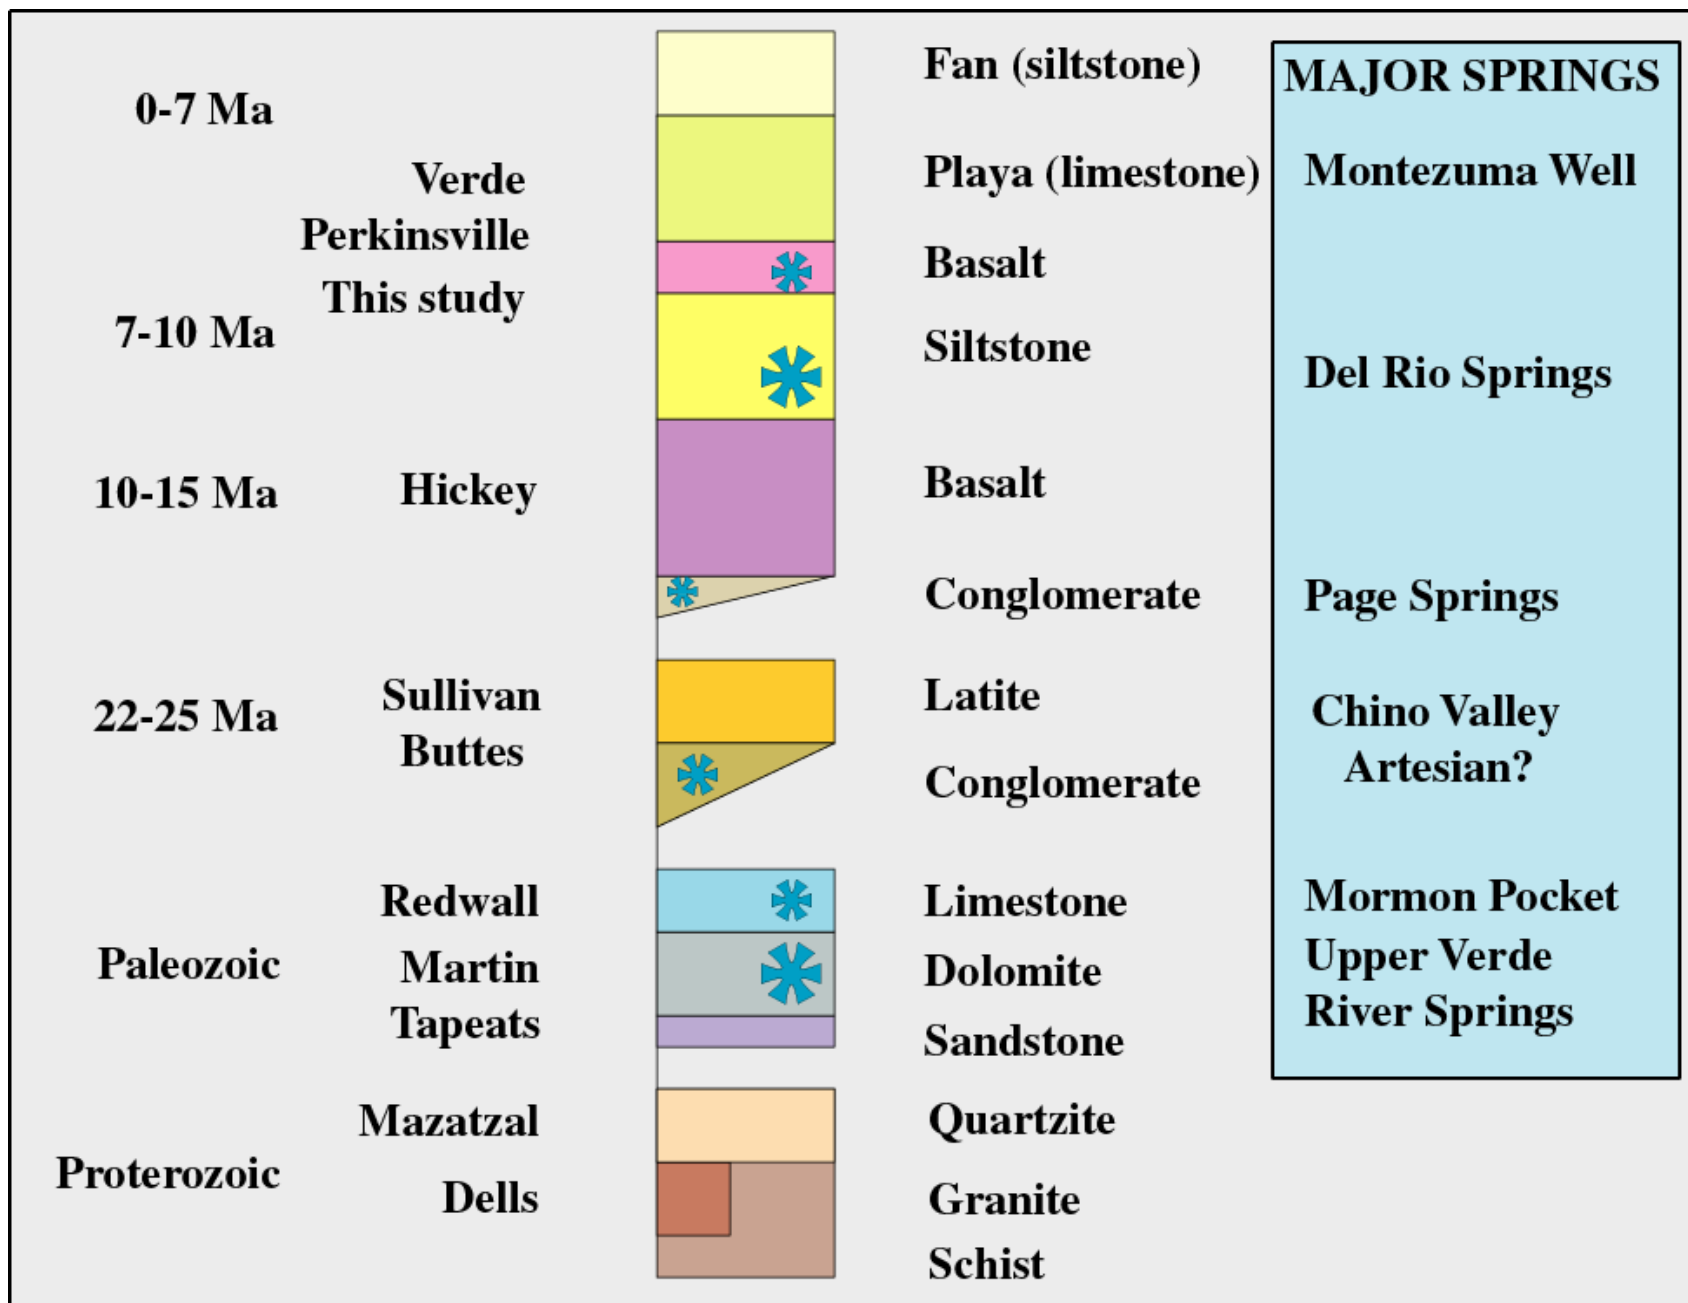 0-7 Ma
7-10 Ma
10-15 Ma
22-25 Ma
Paleozoic
Proterozoic
Verde
Perkinsville
This study
Hickey
Sullivan
Buttes
Redwall
Martin
Tapeats
Mazatzal
Dells
Fan (siltstone)
Playa (limestone)
Basalt
Siltstone
Basalt
Conglomerate
Latite
Conglomerate
Limestone
Dolomite
Sandstone
Quartzite
Granite
Schist
MAJOR SPRINGS
Montezuma Well
Del Rio Springs
Page Springs
Chino Valley
Artesian?
Mormon Pocket
Upper Verde
River Springs